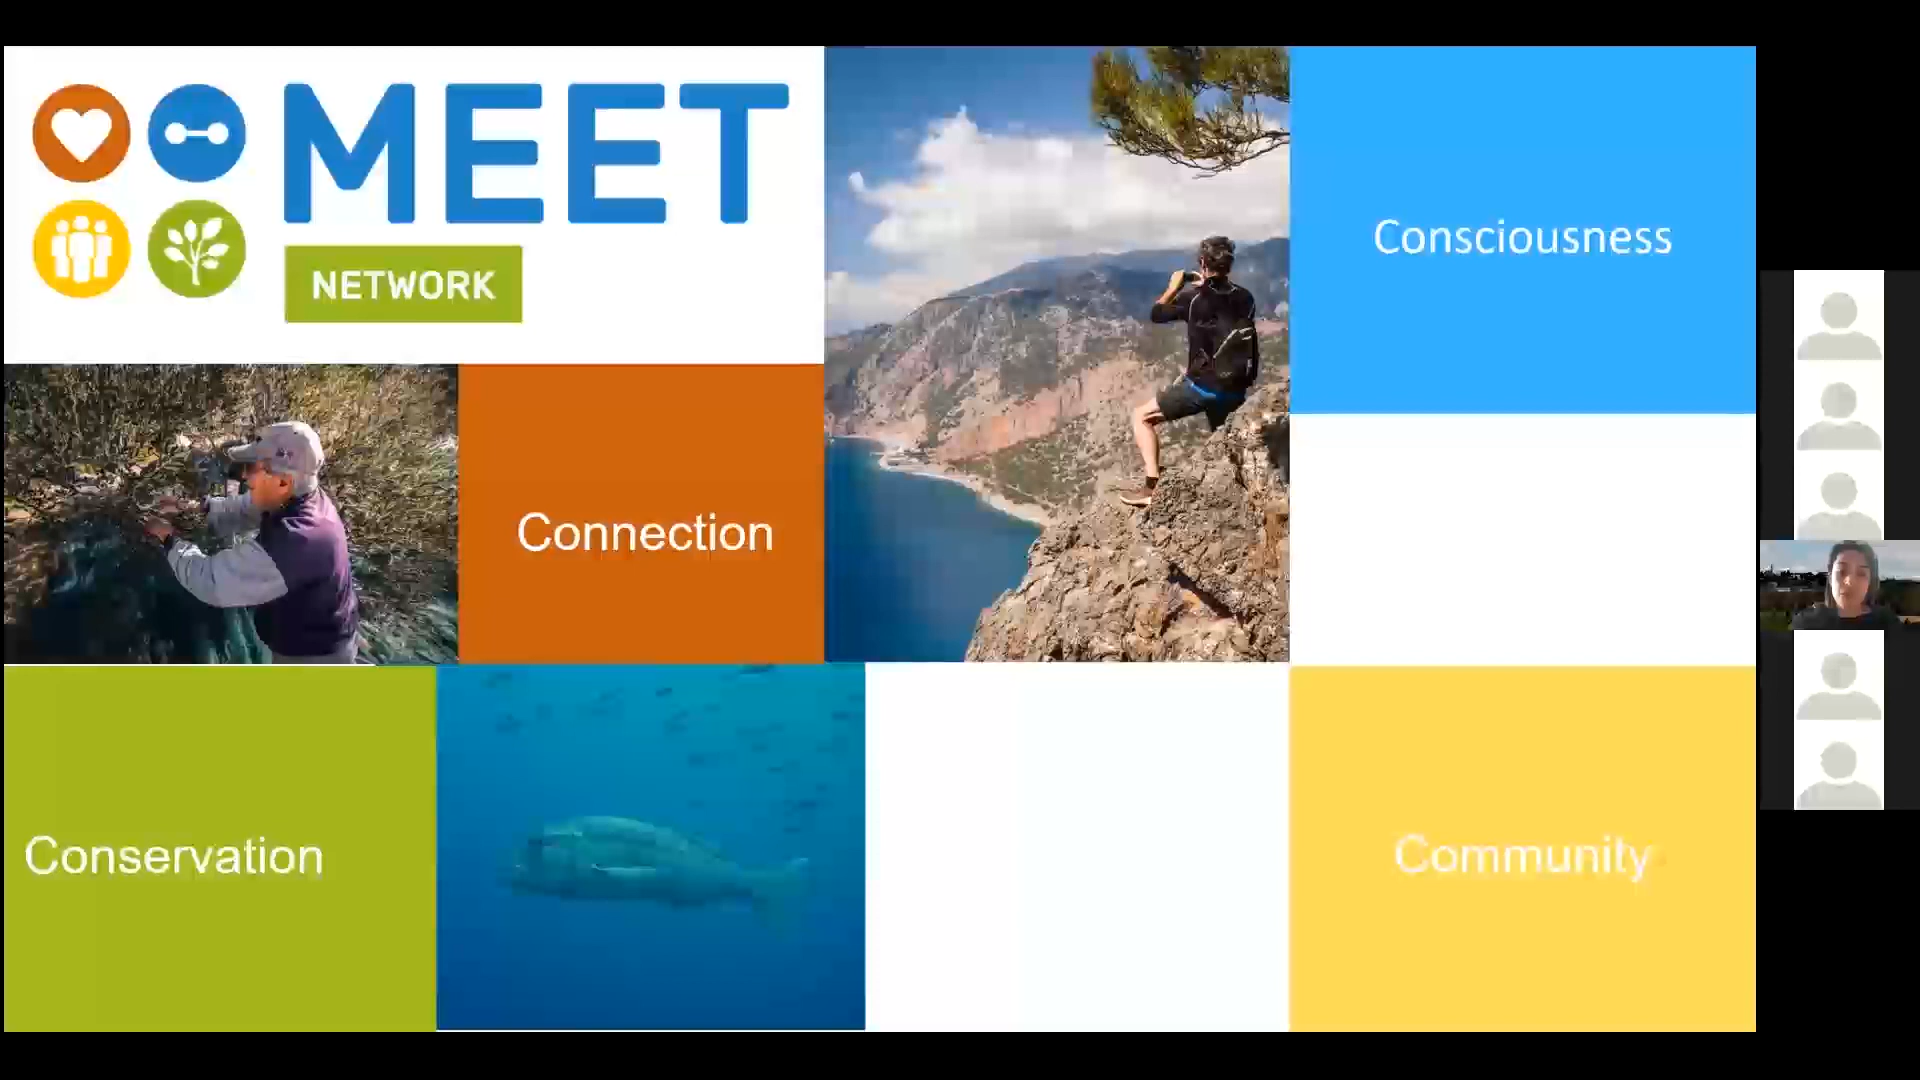 MEET
NETWORK
Consciousness
Connection
Conservation
Community